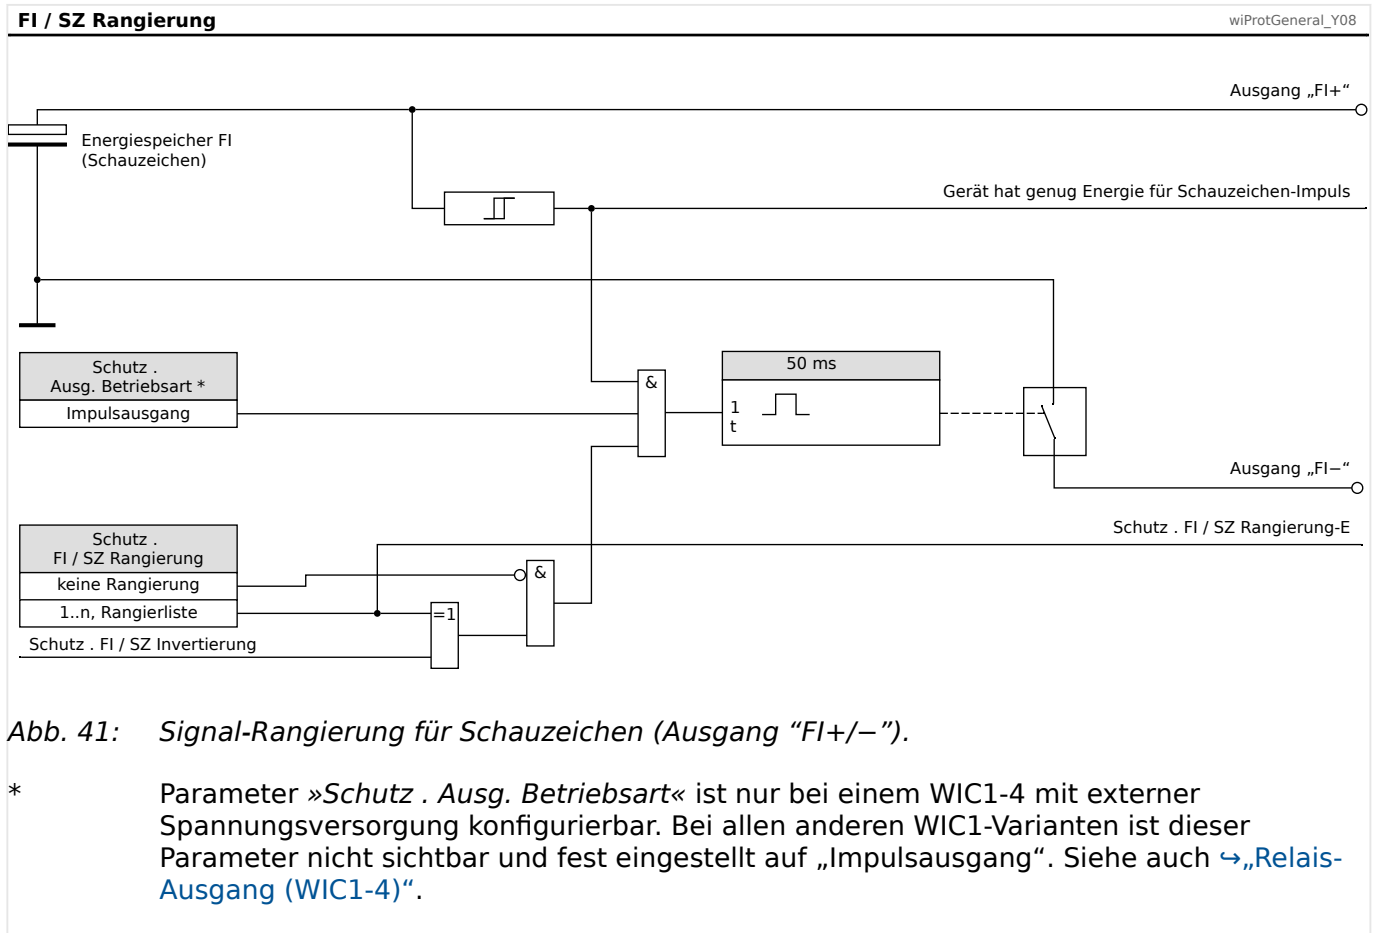 FI / SZ Rangierung
wiProtGeneral_Y08
Ausgang „FI+“
Energiespeicher FI
(Schauzeichen)
Gerät hat genug Energie für Schauzeichen-Impuls
Schutz .
Ausg. Betriebsart *
Impulsausgang
&
50 ms
1
t
Ausgang „FI−“
Schutz . FI / SZ Rangierung-E
Schutz .
FI / SZ Rangierung
keine Rangierung
1..n, Rangierliste
&
=1
Schutz . FI / SZ Invertierung
Abb. 41: Signal-Rangierung für Schauzeichen (Ausgang “FI+/−”).
* Parameter »Schutz . Ausg. Betriebsart« ist nur bei einem WIC1-4 mit externer
Spannungsversorgung konfigurierbar. Bei allen anderen WIC1-Varianten ist dieser
Parameter nicht sichtbar und fest eingestellt auf „Impulsausgang“. Siehe auch ↪„Relais-
Ausgang (WIC1-4)“.